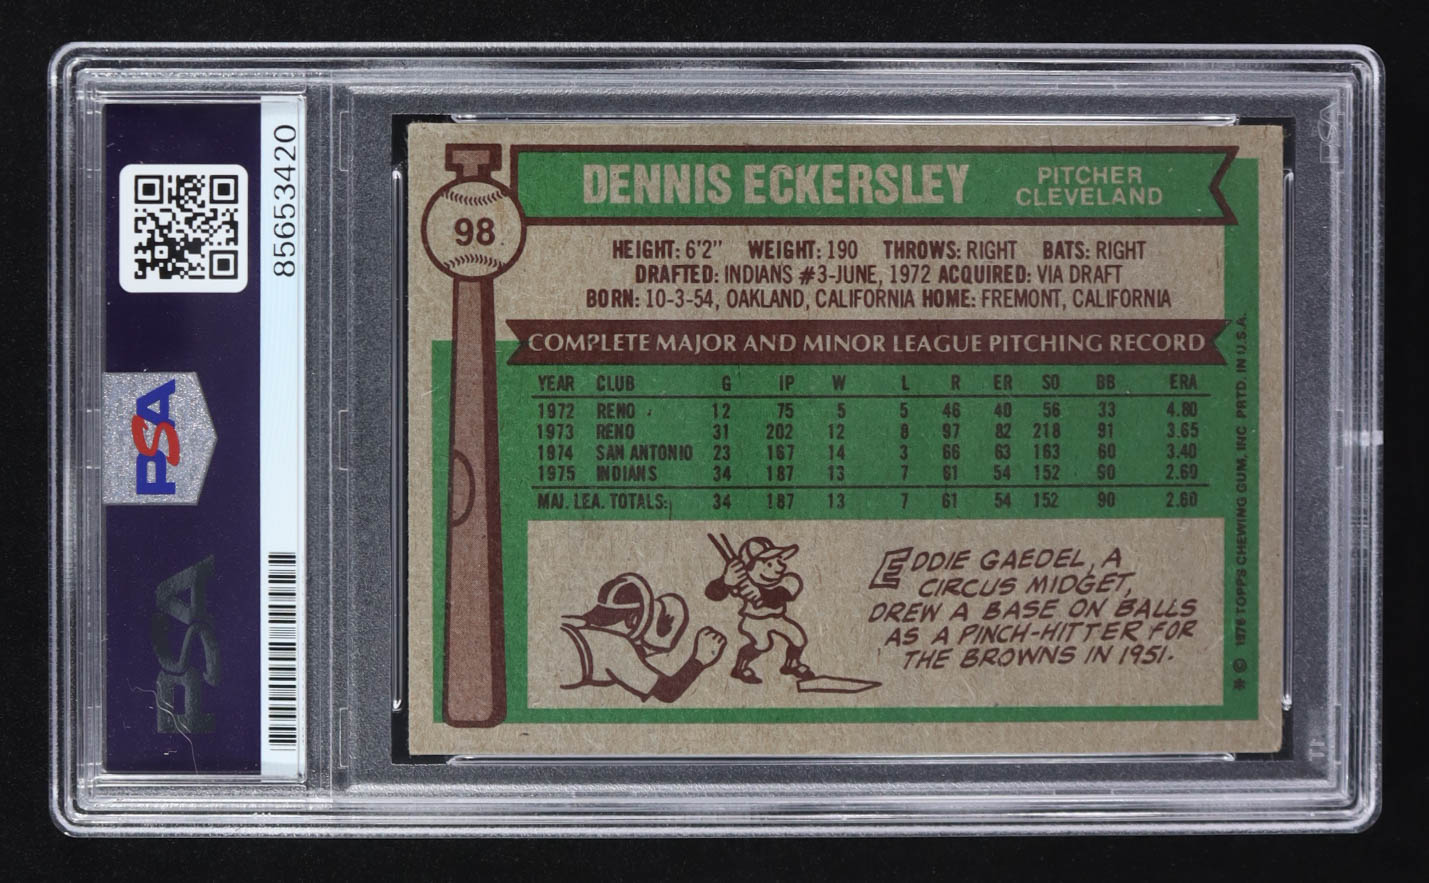 85653420
PSA
PSA
PSA
98
DENNIS ECKERSLEY
PITCHER
CLEVELAND
HEIGHT: 6'2" WEIGHT: 190 THROWS: RIGHT BATS: RIGHT
DRAFTED: INDIANS #3-JUNE, 1972 ACQUIRED: VIA DRAFT
BORN: 10-3-54, OAKLAND, CALIFORNIA HOME: FREMONT, CALIFORNIA
COMPLETE MAJOR AND MINOR LEAGUE PITCHING RECORD
YEAR CLUB G IP W L R ER SO BB ERA
1972 RENO 12 75 5 5 46 40 56 33 4.80
1973 RENO 31 202 12 8 97 82 218 91 3.65
1974 SAN ANTONIO 23 167 14 3 66 63 163 60 3.40
1975 INDIANS 34 187 13 7 61 54 152 90 2.60
MAJ. LEA. TOTALS: 34 187 13 7 61 54 152 90 2.60
EDDIE GAEDEL, A
CIRCUS MIDGET,
DREW A BASE ON BALLS
AS A PINCH-HITTER FOR
THE BROWNS IN 1951.
* © 1976 TOPPS CHEWING GUM, INC PRTD. IN U.S.A.